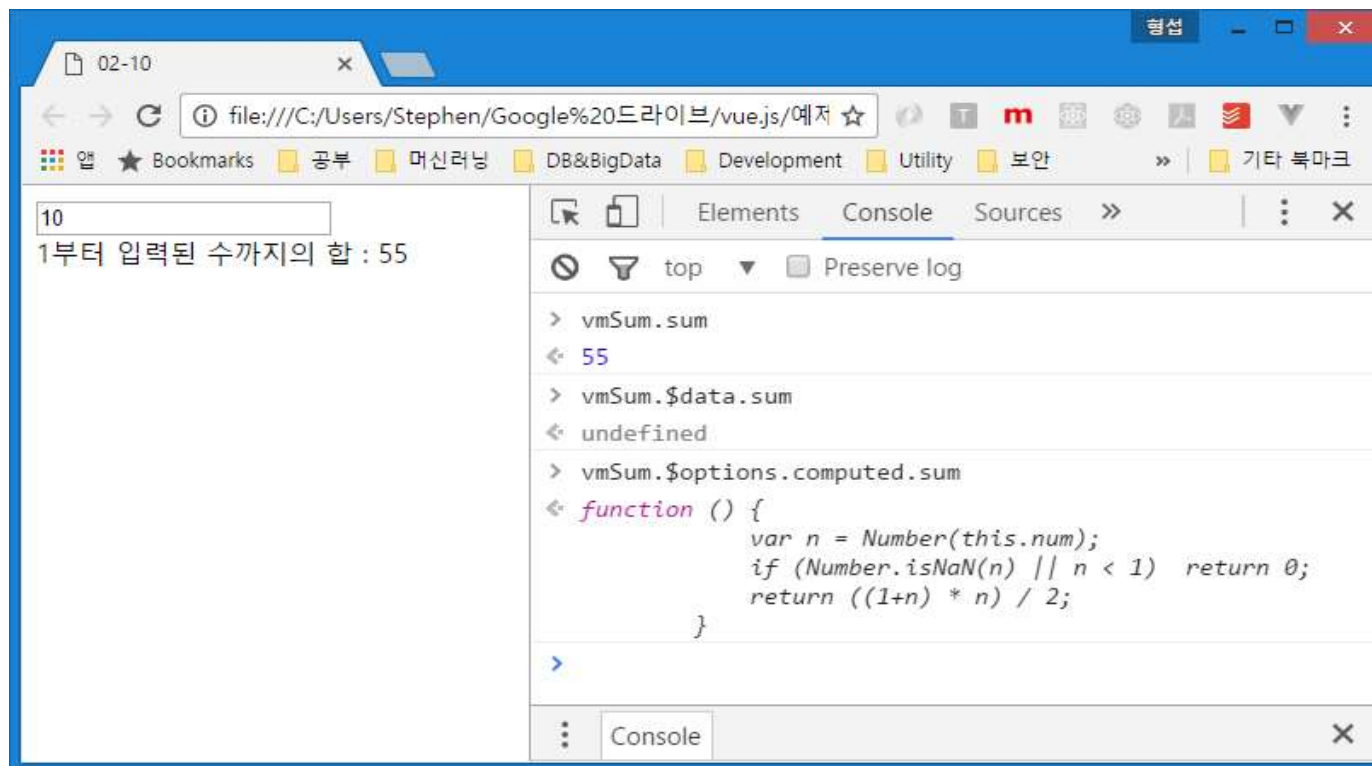 형섭
02-10
file:///C:/Users/Stephen/Google%20드라이브/vue.js/예저
앱 Bookmarks 공부 머신러닝 DB&BigData Development Utility 보안 » 기타 북마크
10
1부터 입력된 수까지의 합 : 55
Elements Console Sources »
top Preserve log
> vmSum.sum
55
> vmSum.$data.sum
undefined
> vmSum.$options.computed.sum
function () {
var n = Number(this.num);
if (Number.isNaN(n) || n < 1) return 0;
return ((1+n) * n) / 2;
}
>
Console